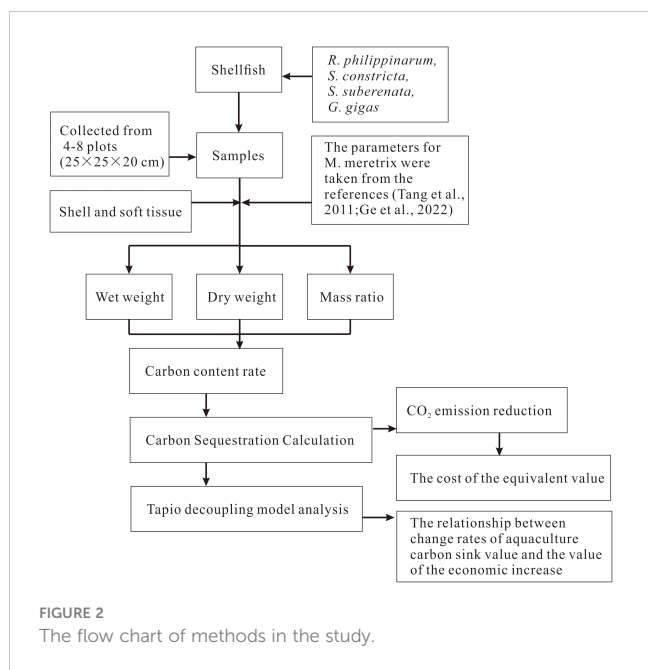 Shellfish
R. philippinarum,
S. constricta,
S. suberenata,
G. gigas
Collected from
4-8 plots
(25×25×20 cm)
Samples
The parameters for
M. meretrix were
taken from the
references (Tang et al.,
2011;Ge et al., 2022)
Shell and soft tissue
Wet weight
Dry weight
Mass ratio
Carbon content rate
Carbon Sequestration Calculation
CO₂ emission reduction
The cost of the equivalent value
Tapio decoupling model analysis
The relationship between
change rates of aquaculture
carbon sink value and the value
of the economic increase
FIGURE 2
The flow chart of methods in the study.